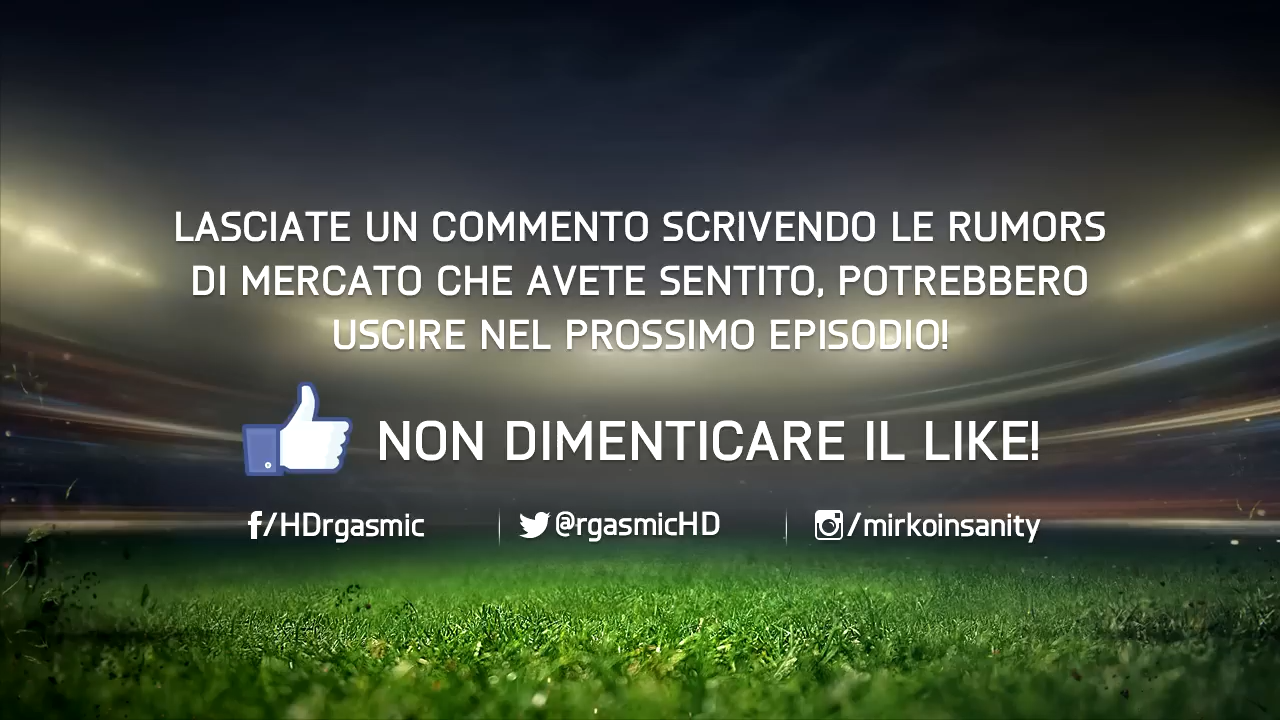 LASCIATE UN COMMENTO SCRIVENDO LE RUMORS
DI MERCATO CHE AVETE SENTITO, POTREBBERO
USCIRE NEL PROSSIMO EPISODIO!
NON DIMENTICARE IL LIKE!
f/HDrgasmic @rgasmicHD /mirkoinsanity